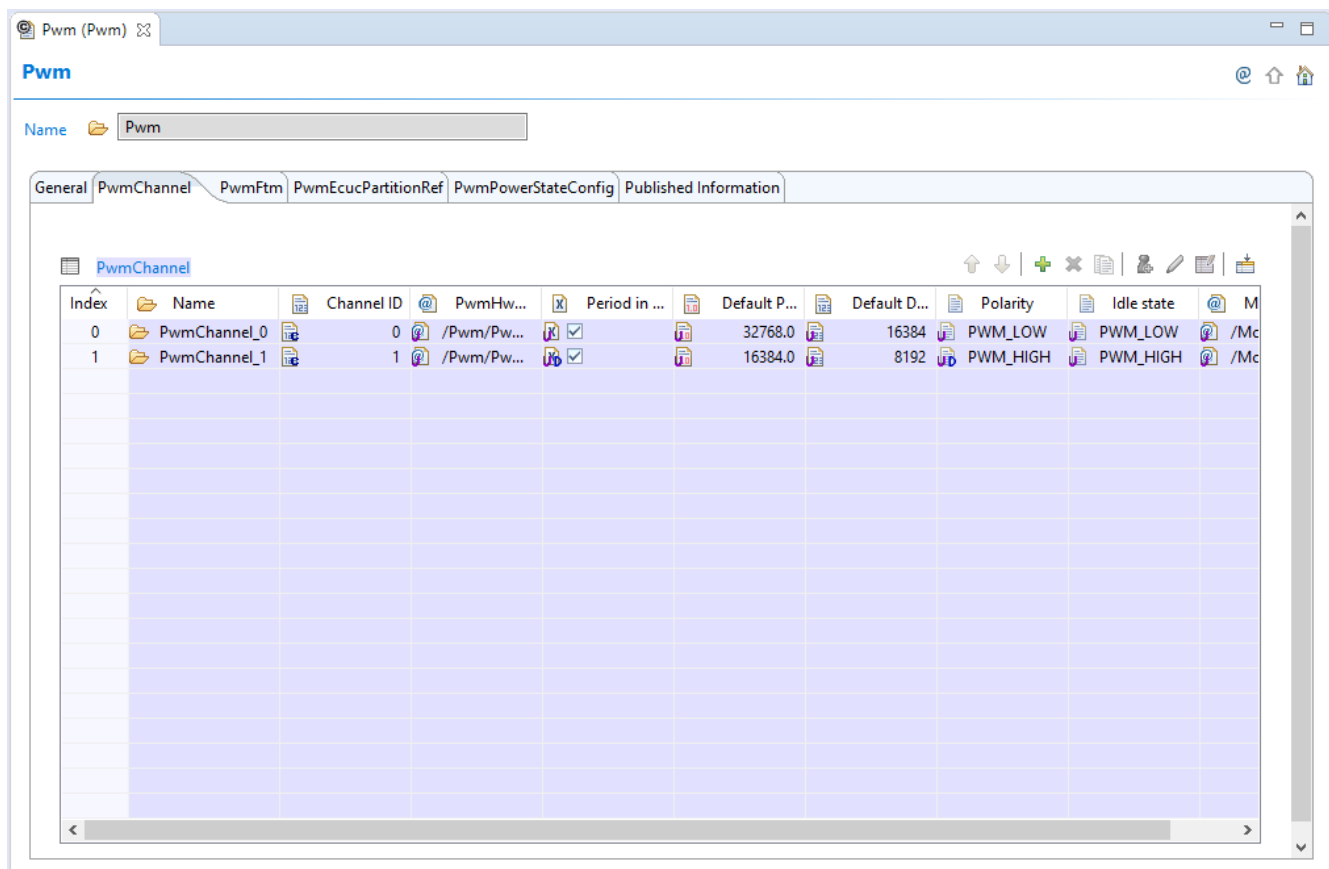 Pwm (Pwm)
Pwm
Name Pwm
General PwmChannel PwmFtm PwmEcucPartitionRef PwmPowerStateConfig Published Information
PwmChannel
Index Name Channel ID PwmHw... Period in ... Default P... Default D... Polarity Idle state M
0 PwmChannel_0 0 /Pwm/Pw... 32768.0 16384 PWM_LOW PWM_LOW /Mc
1 PwmChannel_1 1 /Pwm/Pw... 16384.0 8192 PWM_HIGH PWM_HIGH /Mc